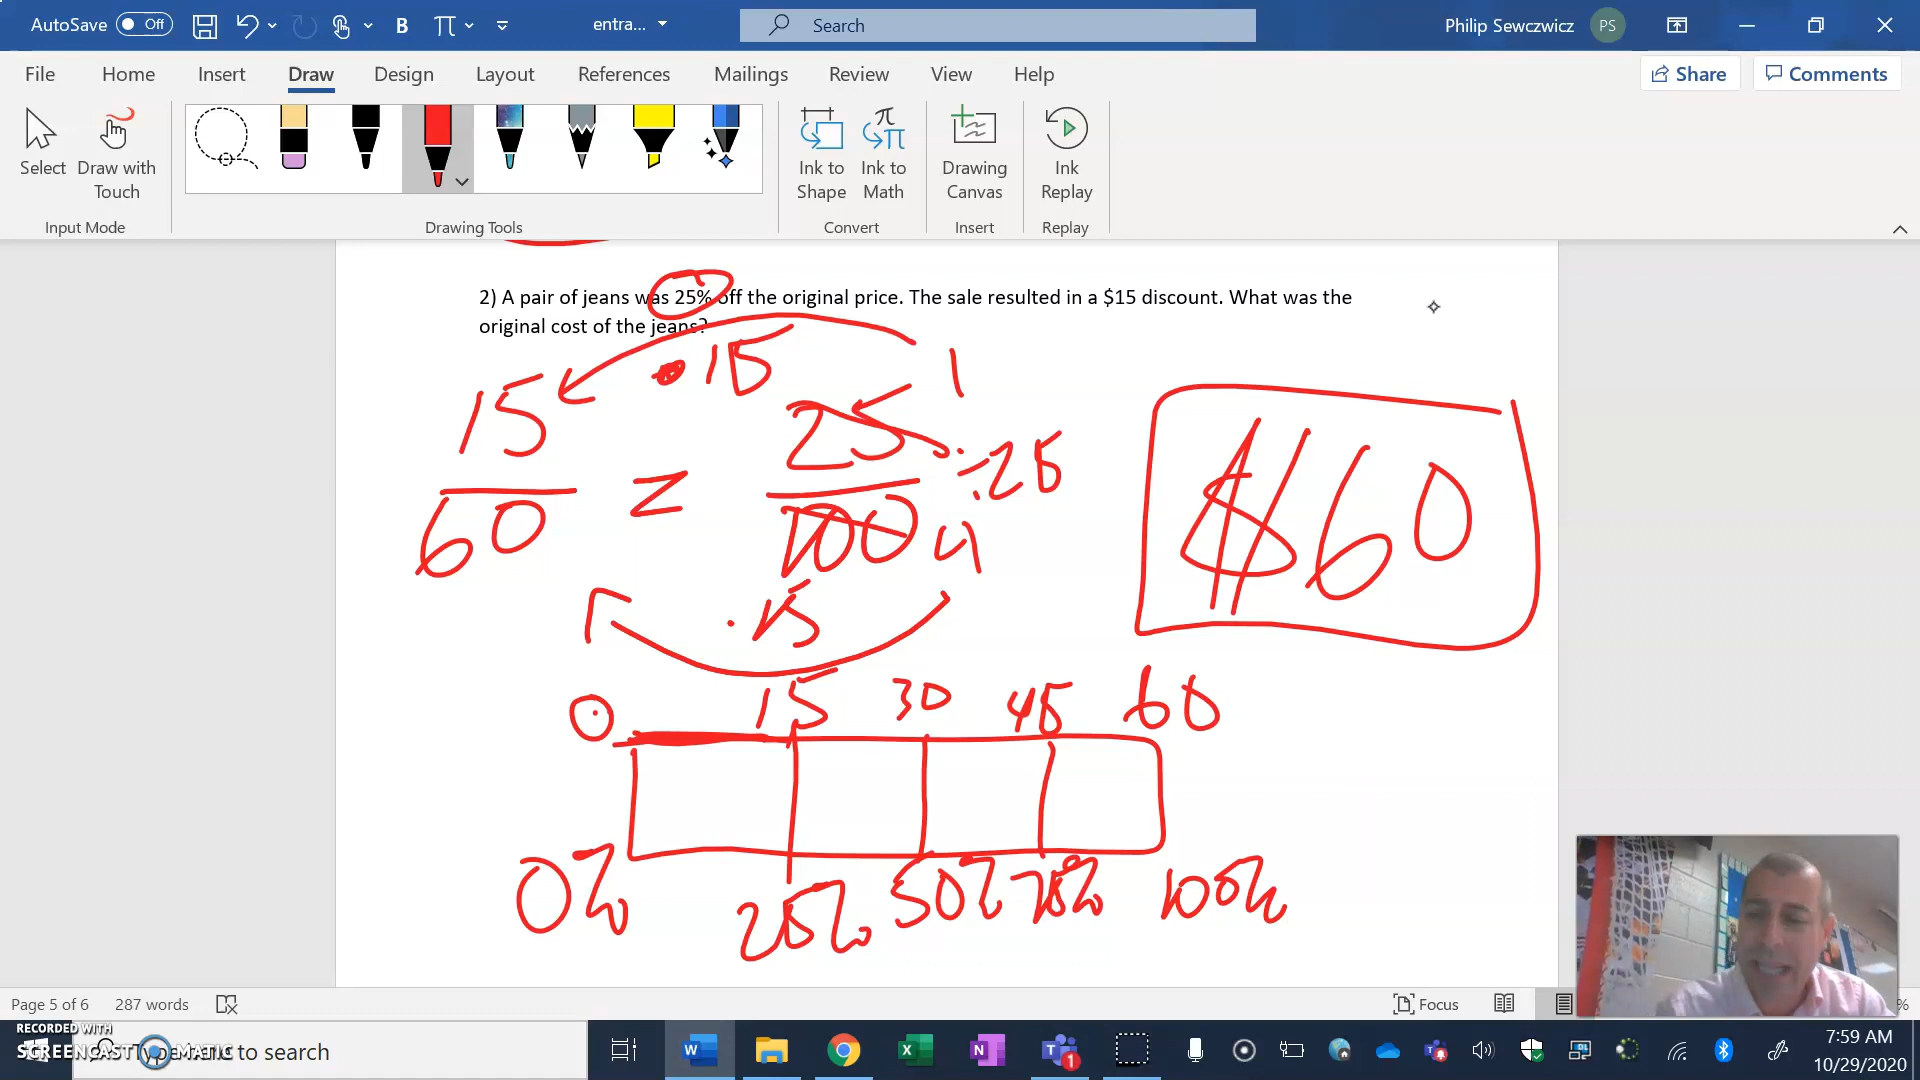 AutoSave Off B π entra... Search Philip Sewczwicz PS
File Home Insert Draw Design Layout References Mailings Review View Help Share Comments
Select Draw with Touch Ink to Shape Ink to Math Drawing Canvas Ink Replay
Input Mode Drawing Tools Convert Insert Replay
2) A pair of jeans was 25% off the original price. The sale resulted in a $15 discount. What was the
original cost of the jeans?
·15 1
15 25 ÷25
=
60 100 4
$60
·15
0 15 30 45 60
0% 25% 50% 75% 100%
Page 5 of 6 287 words Focus %
RECORDED WITH
SCREENCAST MATIC
Type here to search
7:59 AM
10/29/2020